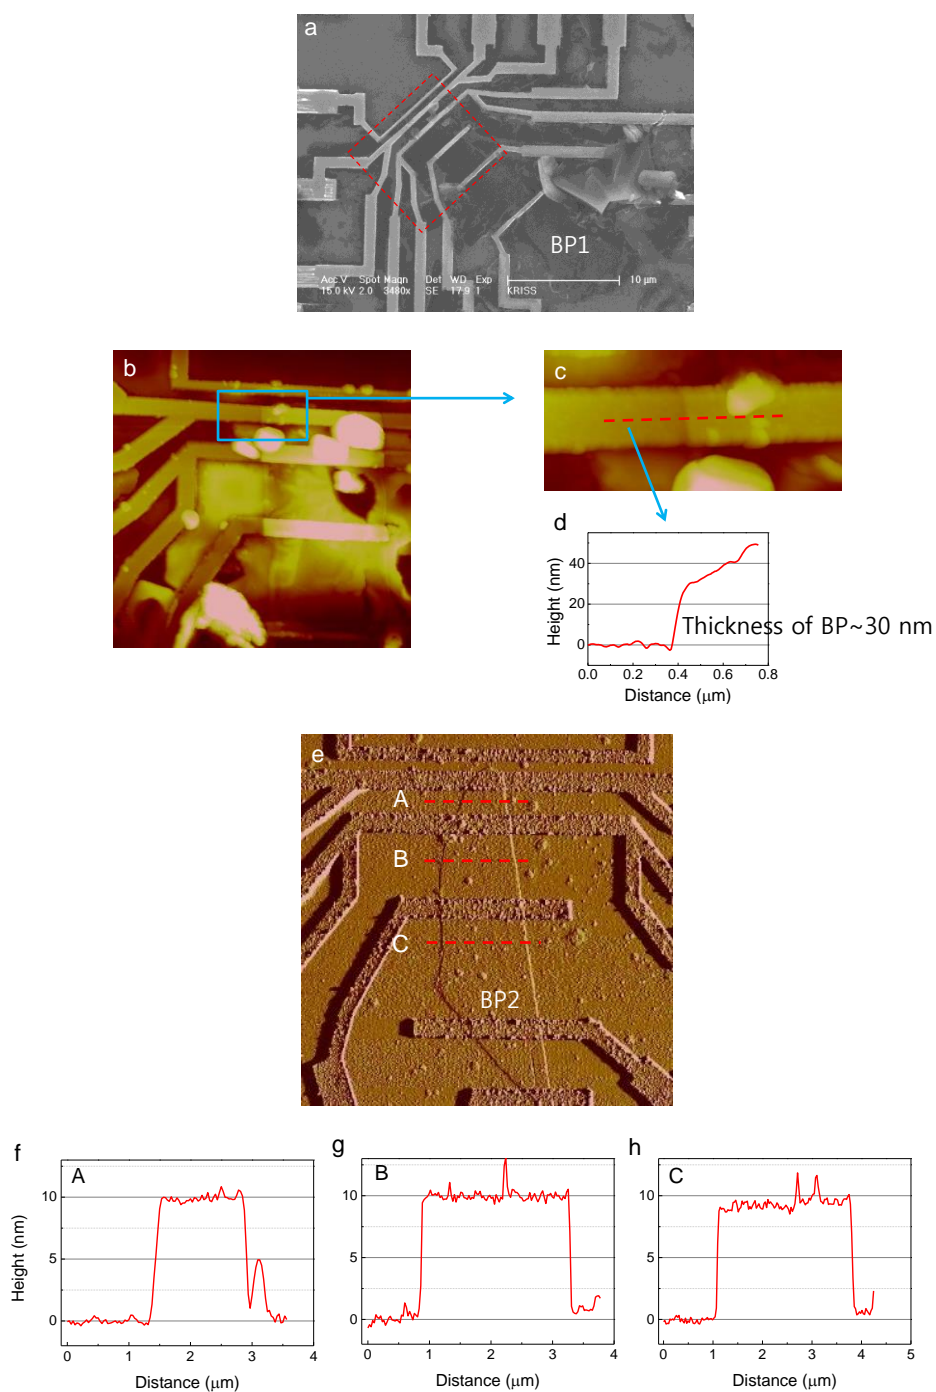 a
BP1
Acc.V Spot Magn Det WD Exp
15.0 kV 2.0 3480x SE 17.9 1 KRISS 10 μm
b
c
d
40
20
0
0.0 0.2 0.4 0.6 0.8
Height (nm)
Distance (μm)
Thickness of BP~30 nm
e
A
B
C
BP2
f
A
10
5
0
0 1 2 3 4
Height (nm)
Distance (μm)
g
B
10
5
0
0 1 2 3 4
Distance (μm)
h
C
10
5
0
0 1 2 3 4 5
Distance (μm)